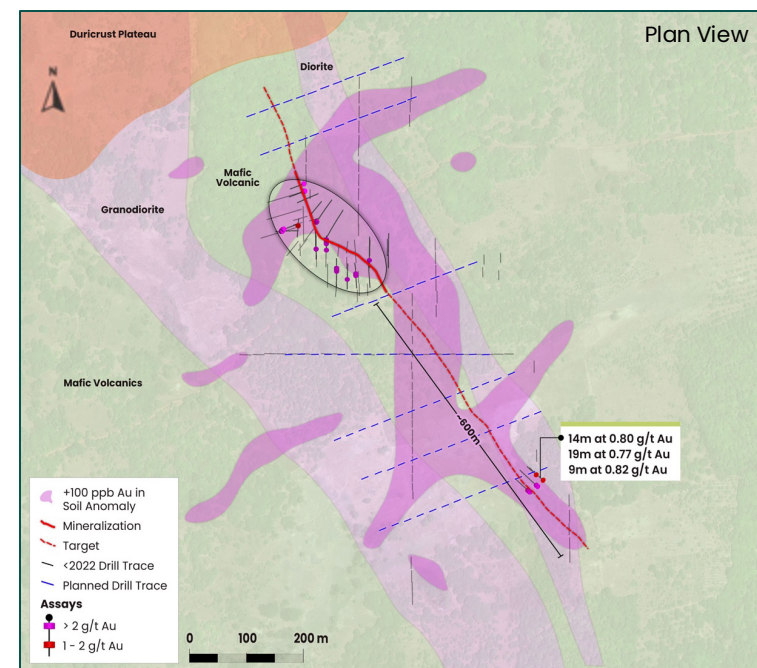 Plan View
Duricrust Plateau
N
Diorite
Mafic
Volcanic
Granodiorite
Mafic Volcanics
~600m
14m at 0.80 g/t Au
19m at 0.77 g/t Au
9m at 0.82 g/t Au
+100 ppb Au in
Soil Anomaly
Mineralization
Target
<2022 Drill Trace
Planned Drill Trace
Assays
> 2 g/t Au
1 - 2 g/t Au
0 100 200 m